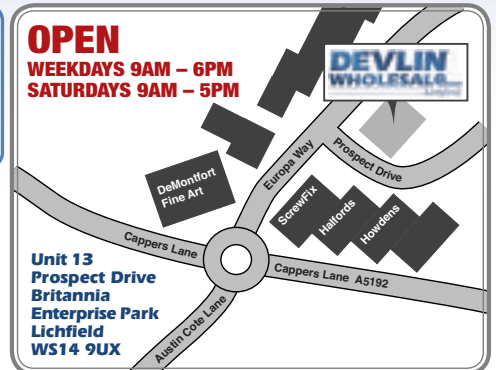 OPEN
WEEKDAYS 9AM – 6PM
SATURDAYS 9AM – 5PM
DEVLIN
WHOLESALE
Europa Way
Prospect Drive
DeMontfort
Fine Art
ScrewFix
Halfords
Howdens
Cappers Lane
Cappers Lane A5192
Austin Cote Lane
Unit 13
Prospect Drive
Britannia
Enterprise Park
Lichfield
WS14 9UX